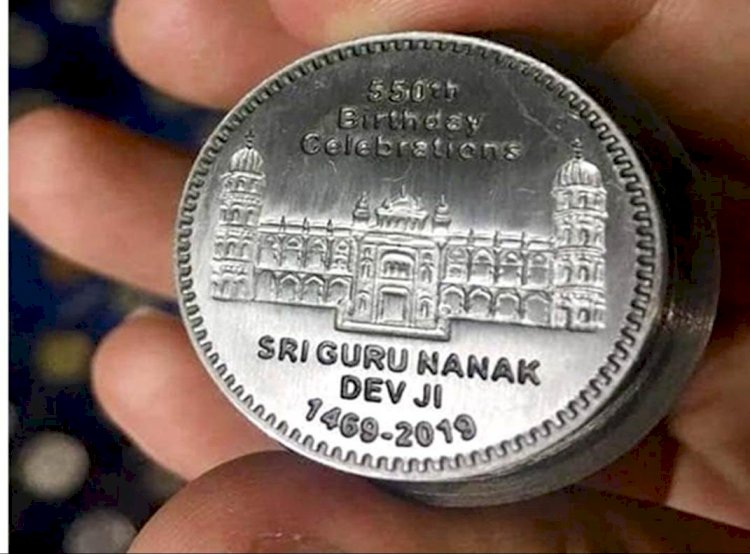 550th
Birthday
Celebrations
SRI GURU NANAK
DEV JI
1469-2019